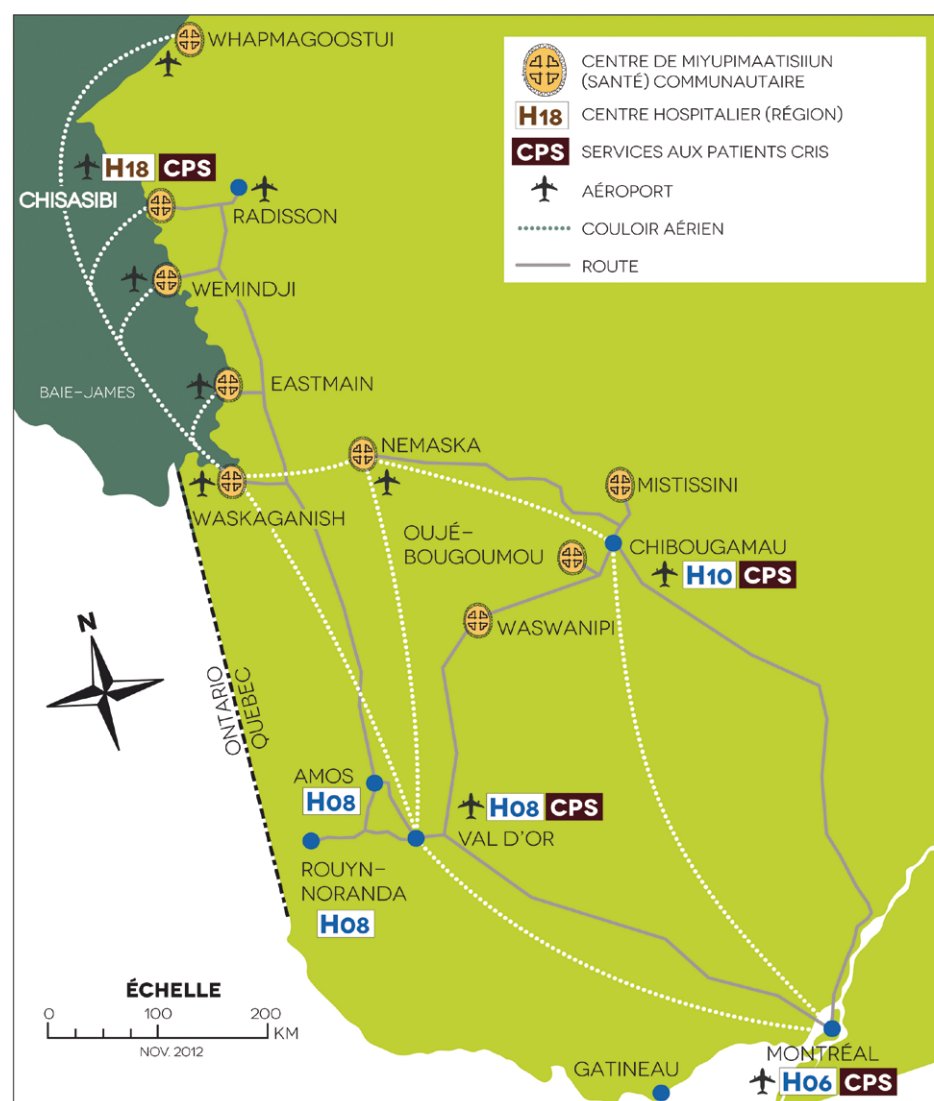 WHAPMAGOOSTUI
CENTRE DE MIYUPIMAATISIIUN
(SANTÉ) COMMUNAUTAIRE
H18 CENTRE HOSPITALIER (RÉGION)
CPS SERVICES AUX PATIENTS CRIS
AÉROPORT
COULOIR AÉRIEN
ROUTE
H18 CPS
CHISASIBI
RADISSON
WEMINDJI
EASTMAIN
BAIE-JAMES
NEMASKA
WASKAGANISH
MISTISSINI
OUJÉ-
BOUGOUMOU
CHIBOUGAMAU
H10 CPS
WASWANIPI
N
ONTARIO
QUEBEC
AMOS
H08
H08 CPS
VAL D'OR
ROUYN-
NORANDA
H08
ÉCHELLE
0 100 200
KM
NOV. 2012
GATINEAU
MONTRÉAL
H06 CPS